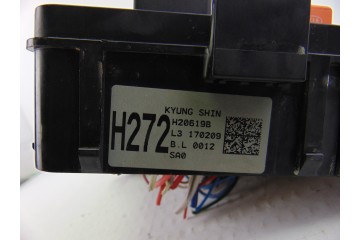 KYUNG SHIN
H272
H206198
L3 170209
B.L 0012
SA0